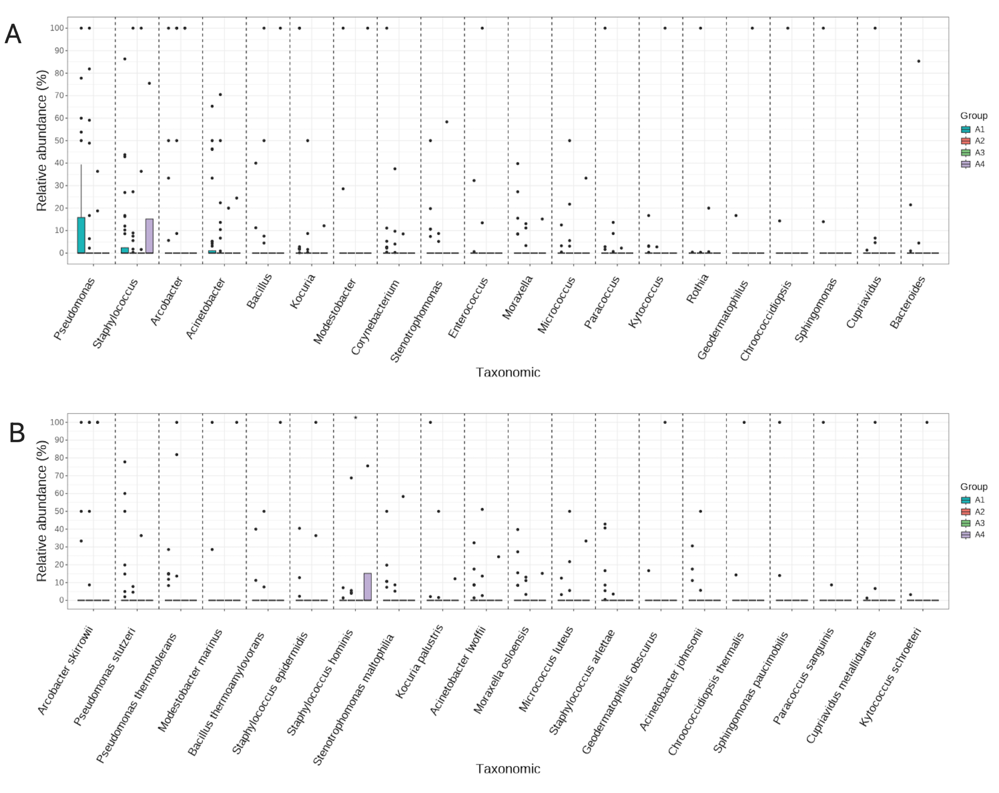 A
Relative abundance (%)
100
90
80
70
60
50
40
30
20
10
0
Pseudomonas
Staphylococcus
Arcobacter
Acinetobacter
Bacillus
Kocuria
Modestobacter
Corynebacterium
Stenotrophomonas
Enterococcus
Moraxella
Micrococcus
Paracoccus
Kytococcus
Rothia
Geodermatophilus
Chroococcidiopsis
Sphingomonas
Cupriavidus
Bacteroides
Taxonomic
Group
A1
A2
A3
A4
B
Relative abundance (%)
100
90
80
70
60
50
40
30
20
10
0
*
Arcobacter skirrowii
Pseudomonas stutzeri
Pseudomonas thermotolerans
Modestobacter marinus
Bacillus thermoamylovorans
Staphylococcus epidermidis
Staphylococcus hominis
Stenotrophomonas maltophilia
Kocuria palustris
Acinetobacter lwoffii
Moraxella osloensis
Micrococcus luteus
Staphylococcus arlettae
Geodermatophilus obscurus
Acinetobacter johnsonii
Chroococcidiopsis thermalis
Sphingomonas paucimobilis
Paracoccus sanguinis
Cupriavidus metallidurans
Kytococcus schroeteri
Taxonomic
Group
A1
A2
A3
A4